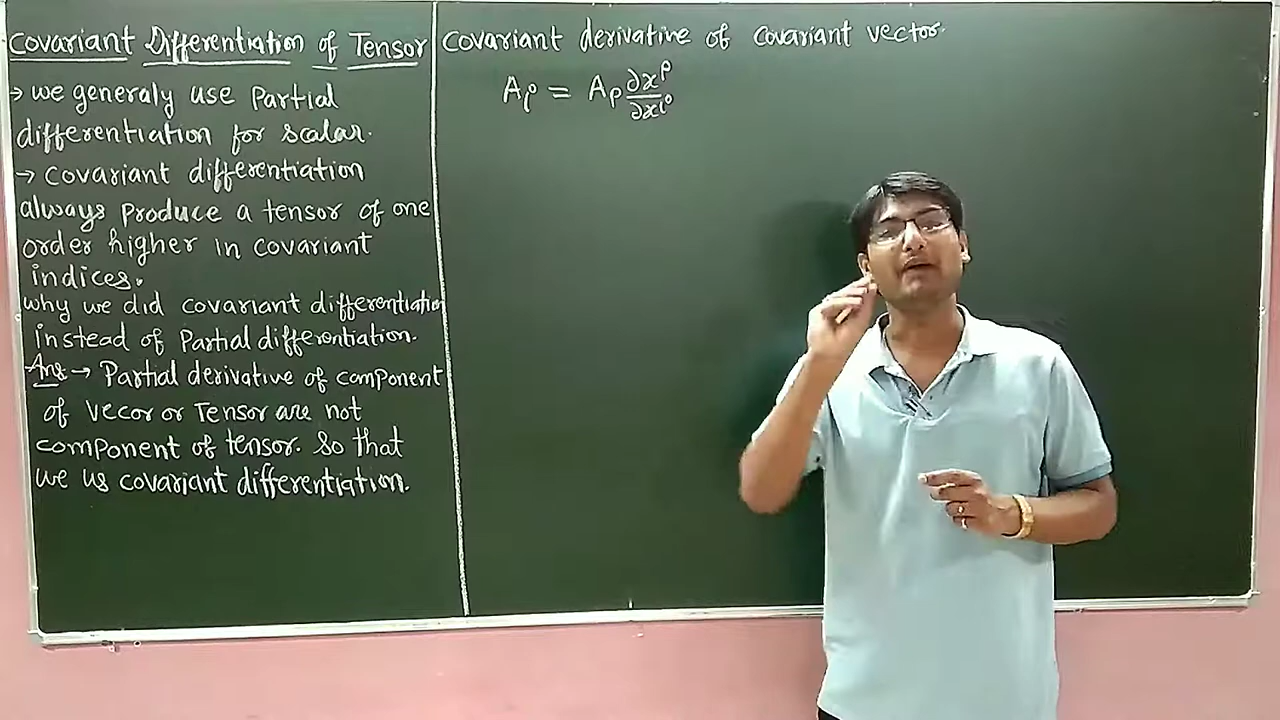 Covariant Differentiation of Tensor
→ we generaly use Partial
differentiation for scalar.
→ Covariant differentiation
always produce a tensor of one
order higher in covariant
indices.
why we did covariant differentiation
instead of Partial differentiation.
Ans → Partial derivative of component
of vecor or Tensor are not
component of tensor. So that
we us covariant differentiation.
Covariant derivative of covariant vector.
Aᵢ = Aₚ ∂xᵖ/∂xⁱ